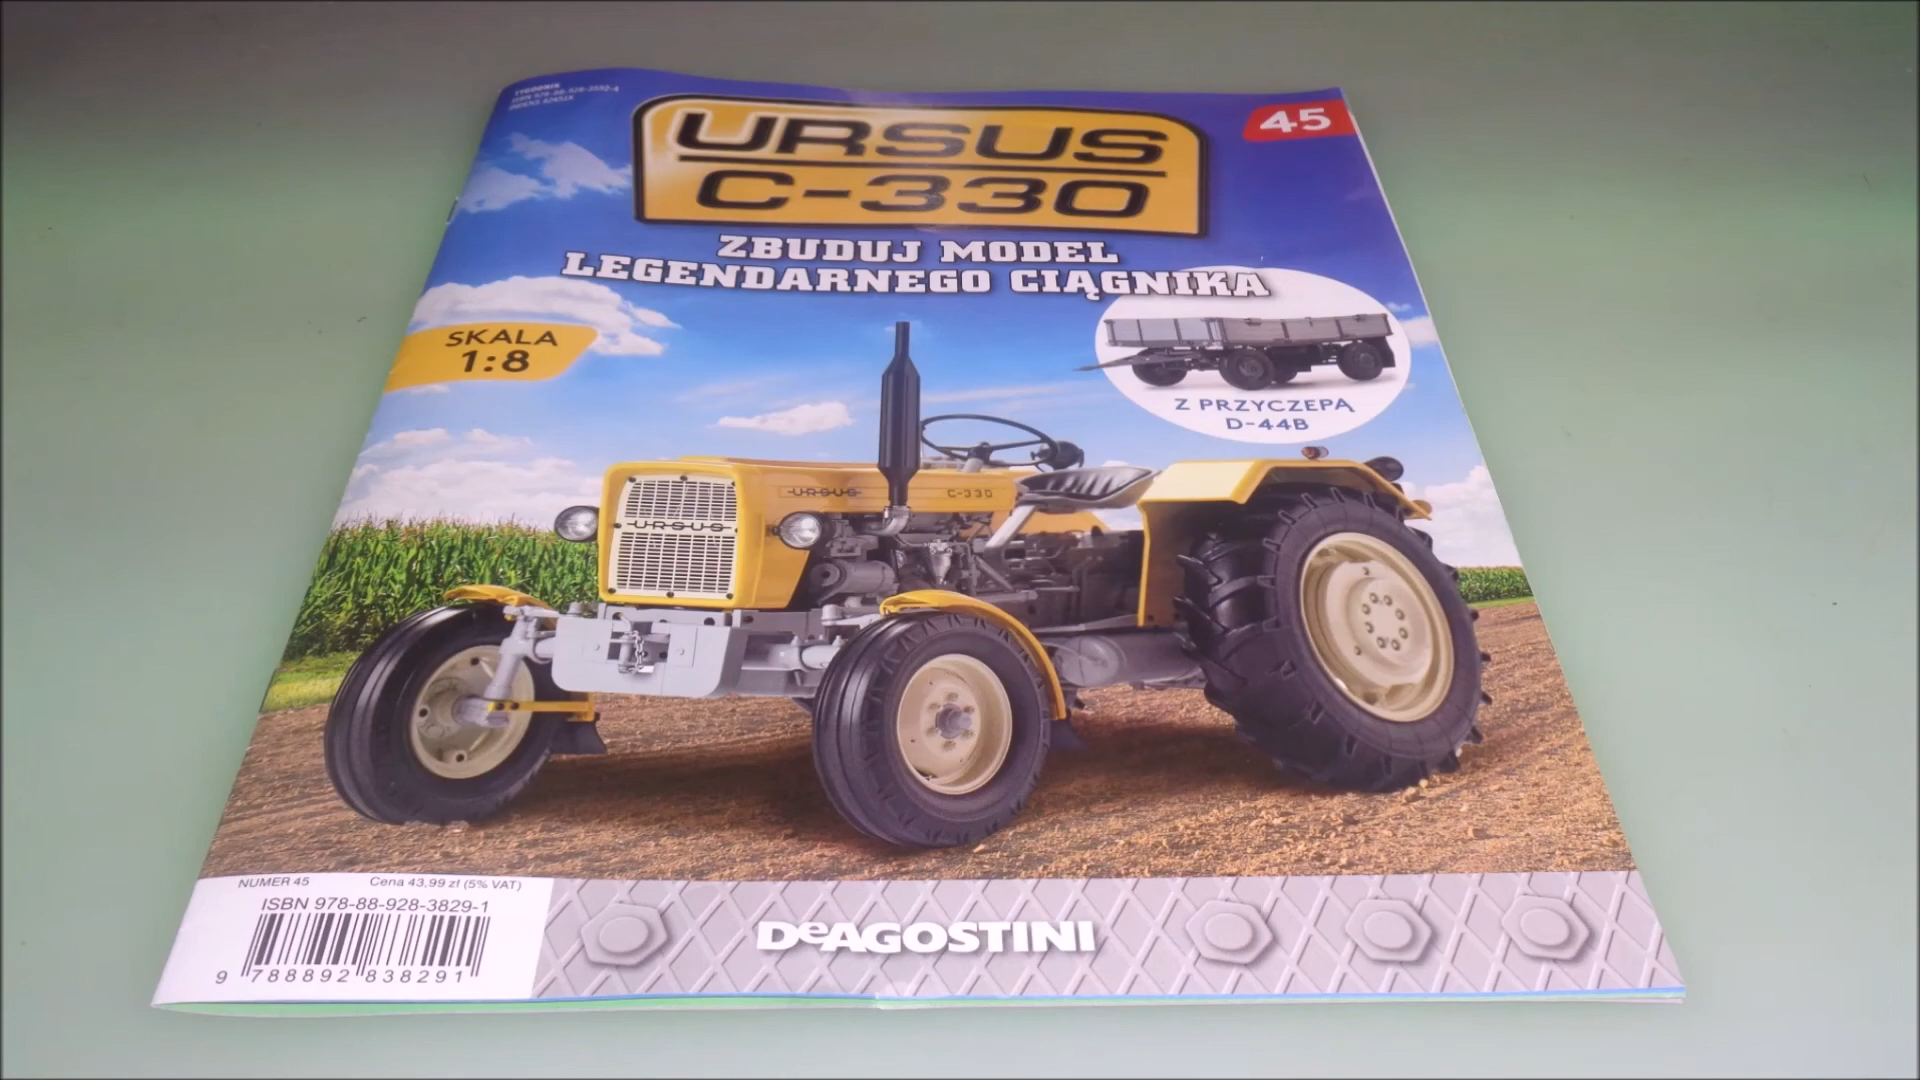 TYGODNIK
45
URSUS
C-330
ZBUDUJ MODEL
LEGENDARNEGO CIĄGNIKA
SKALA
1:8
Z PRZYCZEPĄ
D-44B
URSUS
C-330
URSUS
NUMER 45
Cena 43,99 zł (5% VAT)
ISBN 978-88-928-3829-1
9 788892 838291
DeAGOSTINI